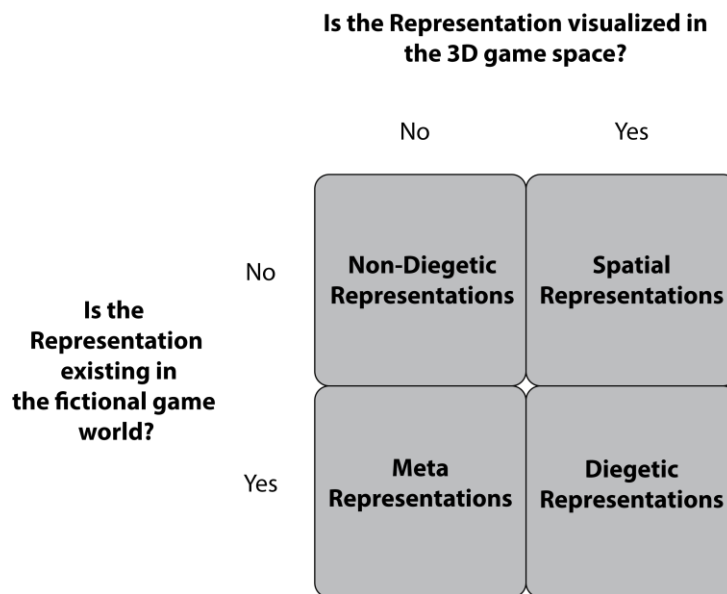 Is the Representation visualized in
the 3D game space?
No
Yes
No
Non-Diegetic
Representations
Spatial
Representations
Is the
Representation
existing in
the fictional game
world?
Yes
Meta
Representations
Diegetic
Representations